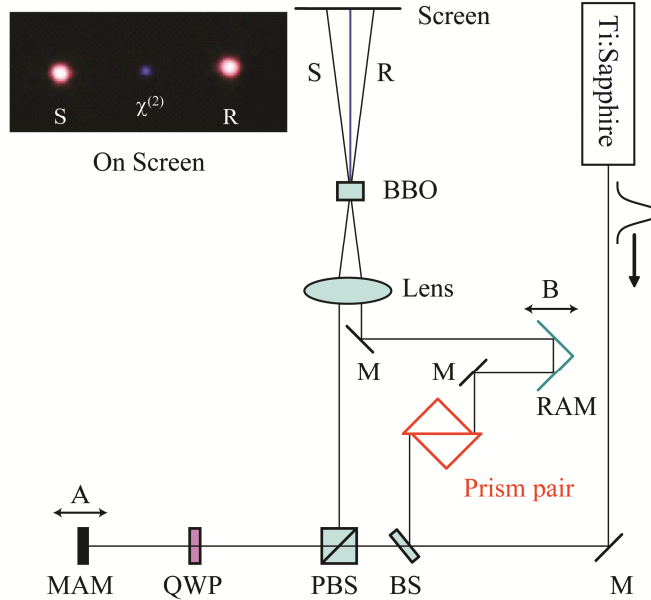 Screen
S
R
Ti:Sapphire
S
χ(2)
R
On Screen
BBO
Lens
B
M
M
RAM
Prism pair
A
MAM
QWP
PBS
BS
M